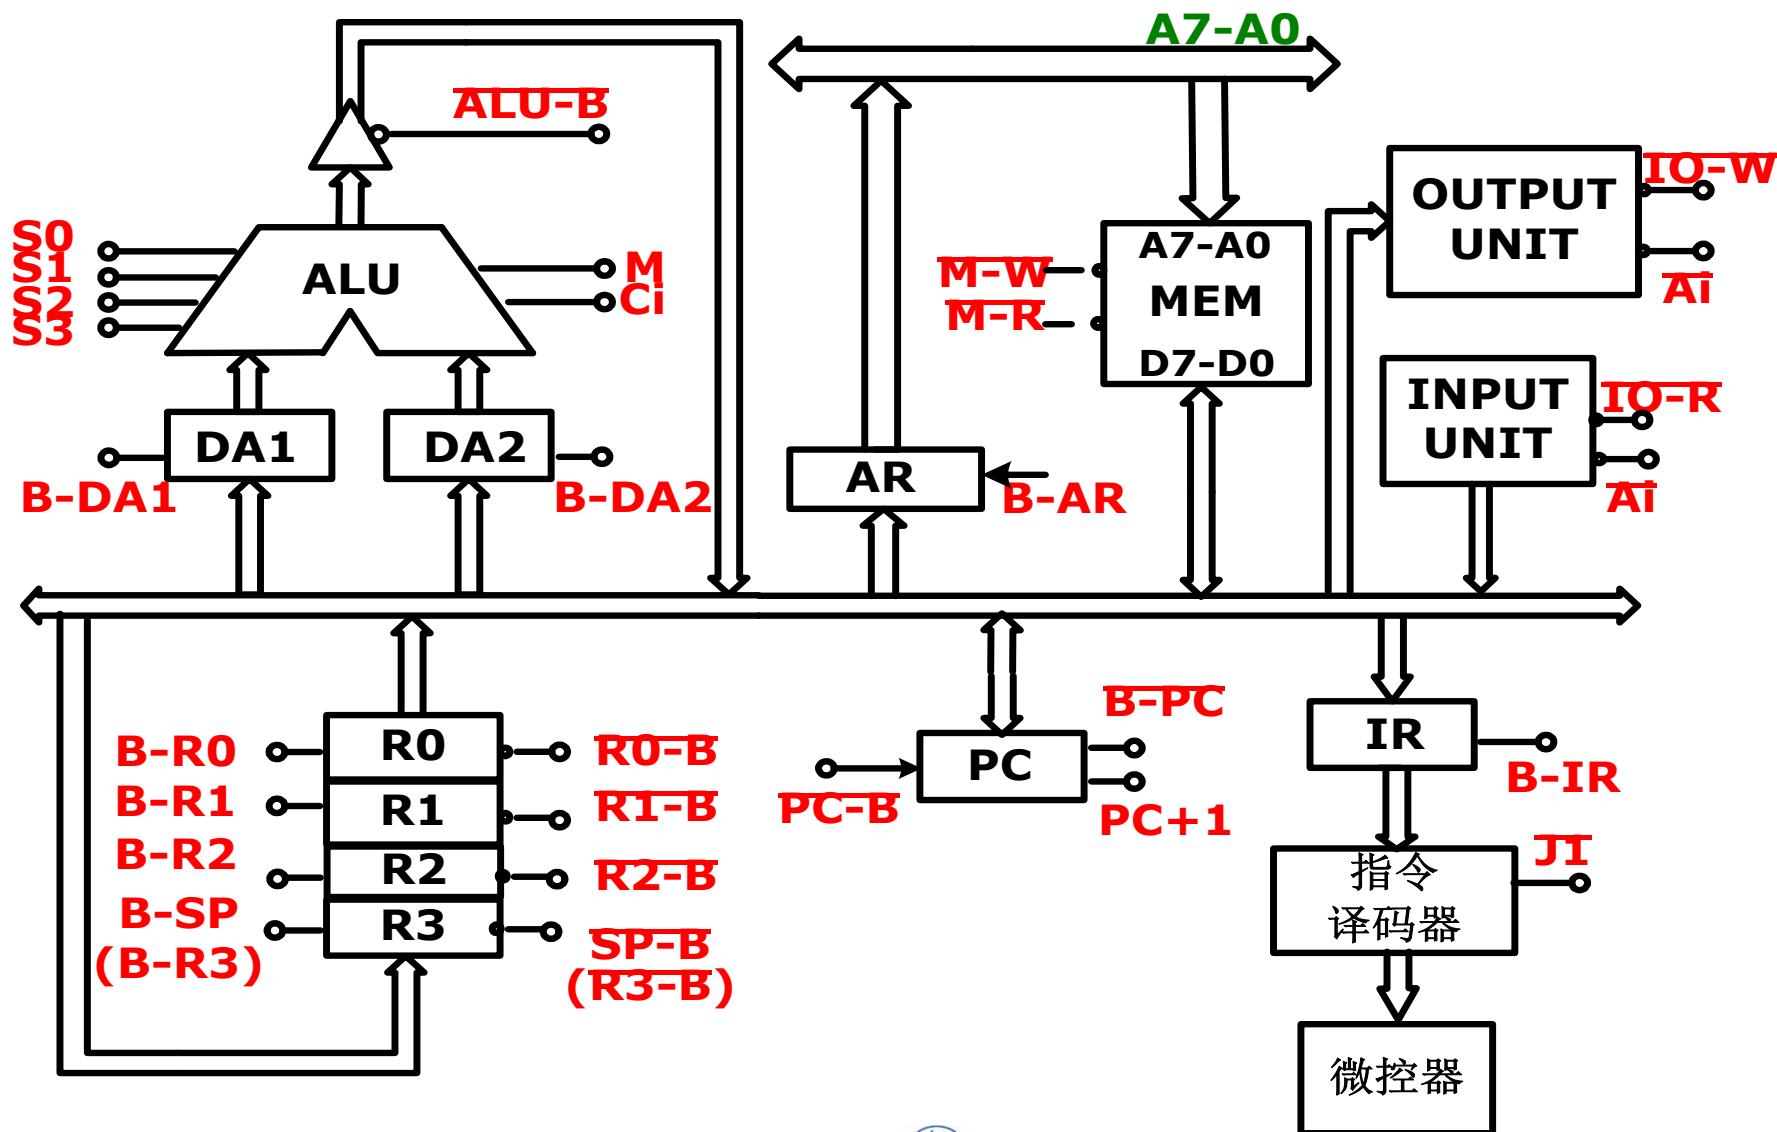 A7-A0
ALU-B
S0
S1
S2
S3
ALU
M
Ci
DA1
DA2
B-DA1
B-DA2
AR
B-AR
M-W
M-R
A7-A0
MEM
D7-D0
OUTPUT
UNIT
IO-W
Ai
INPUT
UNIT
IO-R
Ai
B-R0
B-R1
B-R2
B-SP
(B-R3)
R0
R1
R2
R3
R0-B
R1-B
R2-B
SP-B
(R3-B)
PC
PC-B
B-PC
PC+1
IR
B-IR
指令
译码器
J1
微控器